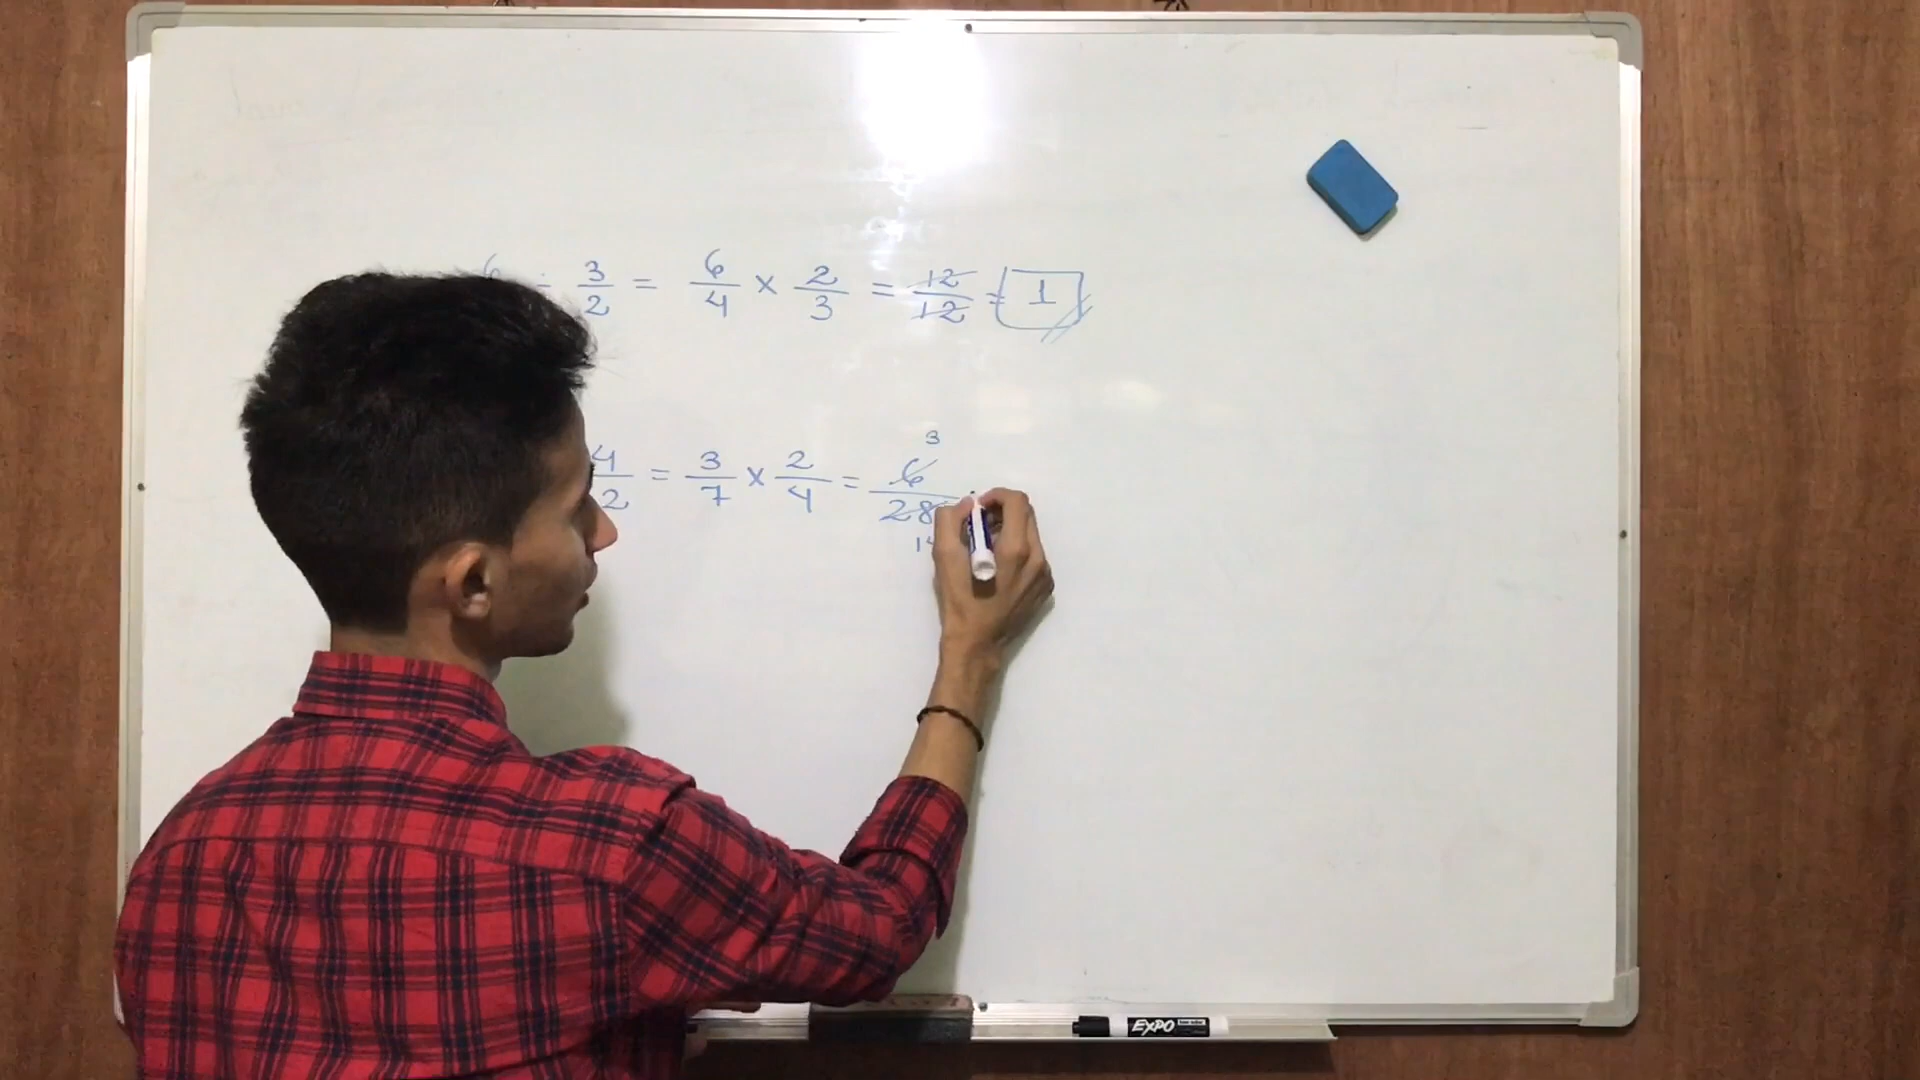 6 ÷ 3/2 = 6/4 × 2/3 = 12/12 = 1
3
4/2 = 3/7 × 2/4 = 6/28
EXPO